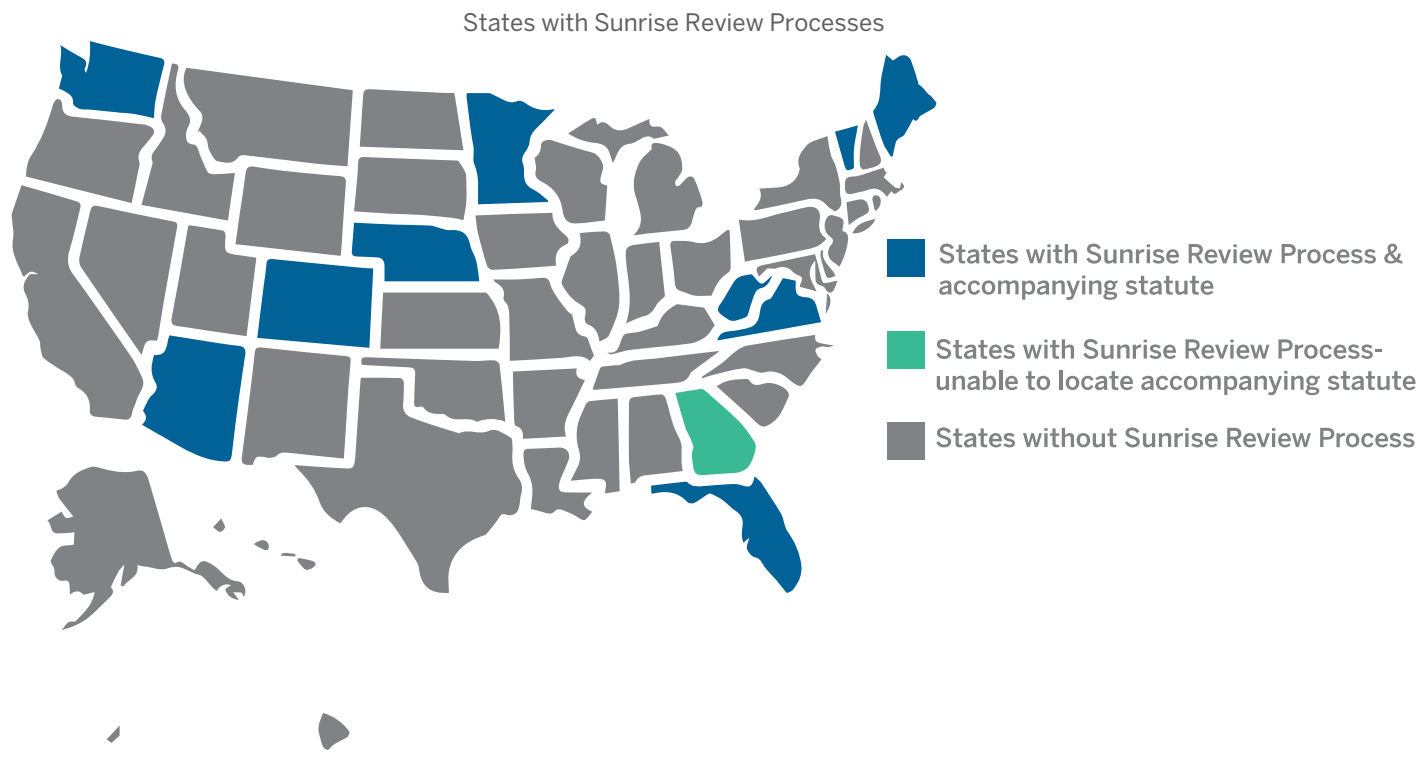 States with Sunrise Review Processes
States with Sunrise Review Process &
accompanying statute
States with Sunrise Review Process-
unable to locate accompanying statute
States without Sunrise Review Process